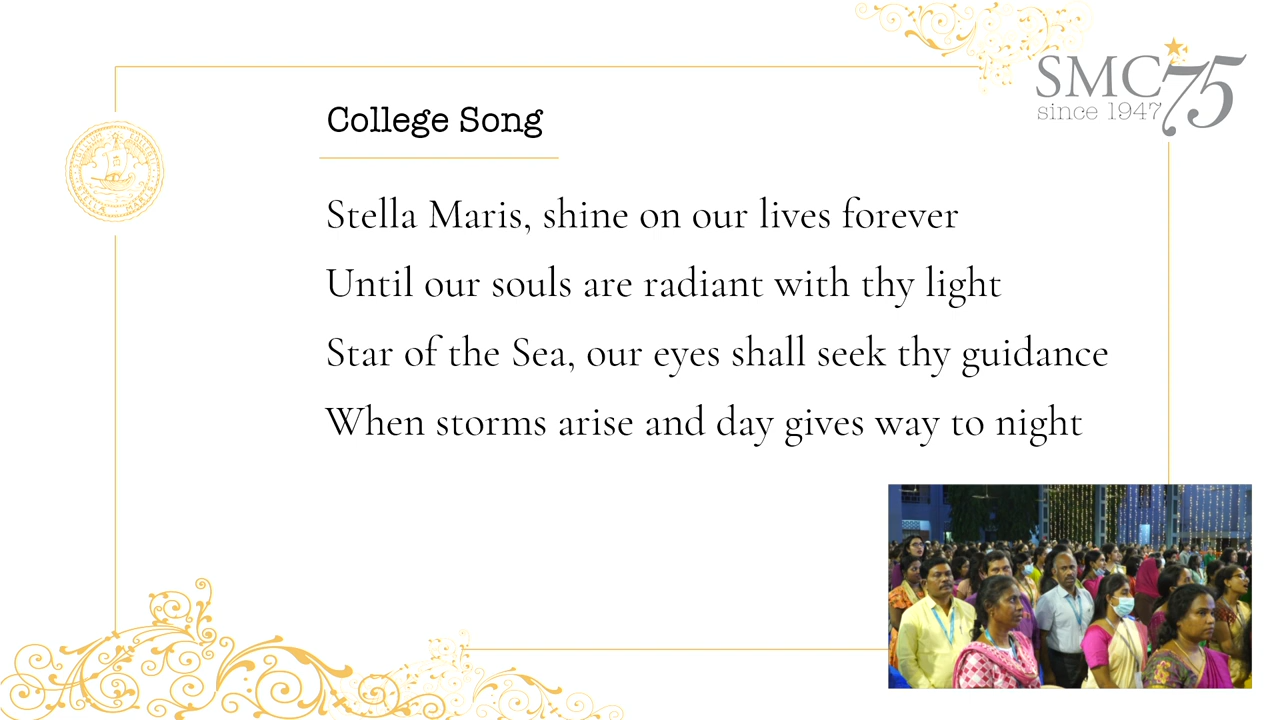 SMC 75
since 1947
College Song
Stella Maris, shine on our lives forever
Until our souls are radiant with thy light
Star of the Sea, our eyes shall seek thy guidance
When storms arise and day gives way to night
STELLA MARIS